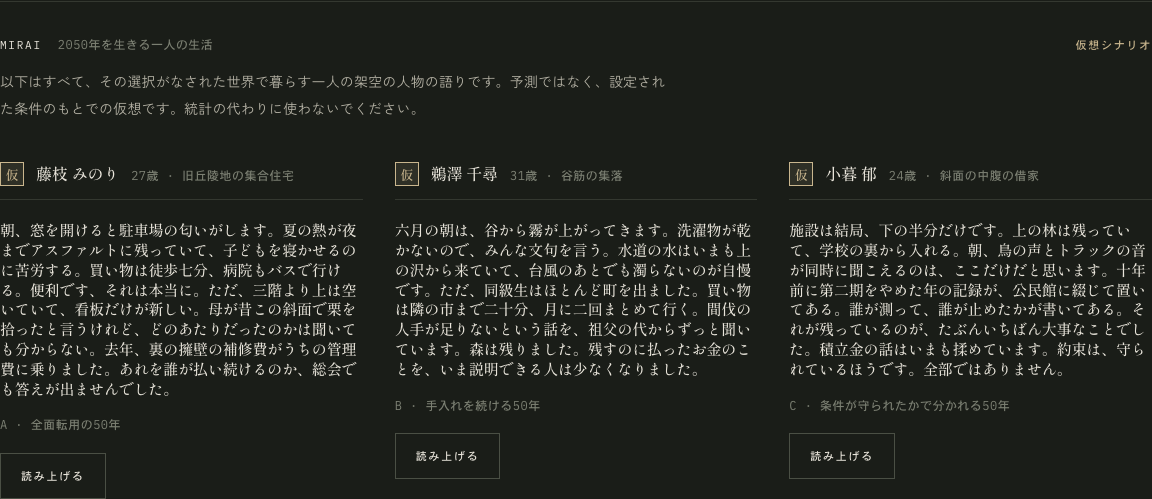 MIRAI 2050年を生きる一人の生活
仮想シナリオ
以下はすべて、その選択がなされた世界で暮らす一人の架空の人物の語りです。予測ではなく、設定され
た条件のもとでの仮想です。統計の代わりに使わないでください。
仮 藤枝 みのり 27歳 · 旧丘陵地の集合住宅
朝、窓を開けると駐車場の匂いがします。夏の熱が夜
までアスファルトに残っていて、子どもを寝かせるの
に苦労する。買い物は徒歩七分、病院もバスで行け
る。便利です、それは本当に。ただ、三階より上は空
いていて、看板だけが新しい。母が昔この斜面で栗を
拾ったと言うけれど、どのあたりだったのかは聞いて
も分からない。去年、裏の擁壁の補修費がうちの管理
費に乗りました。あれを誰が払い続けるのか、総会で
も答えが出ませんでした。
A · 全面転用の50年
読み上げる
仮 鵜澤 千尋 31歳 · 谷筋の集落
六月の朝は、谷から霧が上がってきます。洗濯物が乾
かないので、みんな文句を言う。水道の水はいまも上
の沢から来ていて、台風のあとでも濁らないのが自慢
です。ただ、同級生はほとんど町を出ました。買い物
は隣の市まで二十分、月に二回まとめて行く。間伐の
人手が足りないという話を、祖父の代からずっと聞い
ています。森は残りました。残すのに払ったお金のこ
とを、いま説明できる人は少なくなりました。
B · 手入れを続ける50年
読み上げる
仮 小暮 郁 24歳 · 斜面の中腹の借家
施設は結局、下の半分だけです。上の林は残ってい
て、学校の裏から入れる。朝、鳥の声とトラックの音
が同時に聞こえるのは、ここだけだと思います。十年
前に第二期をやめた年の記録が、公民館に綴じて置い
てある。誰が測って、誰が止めたかが書いてある。そ
れが残っているのが、たぶんいちばん大事なことでし
た。積立金の話はいまも揉めています。約束は、守ら
れているほうです。全部ではありません。
C · 条件が守られたかで分かれる50年
読み上げる